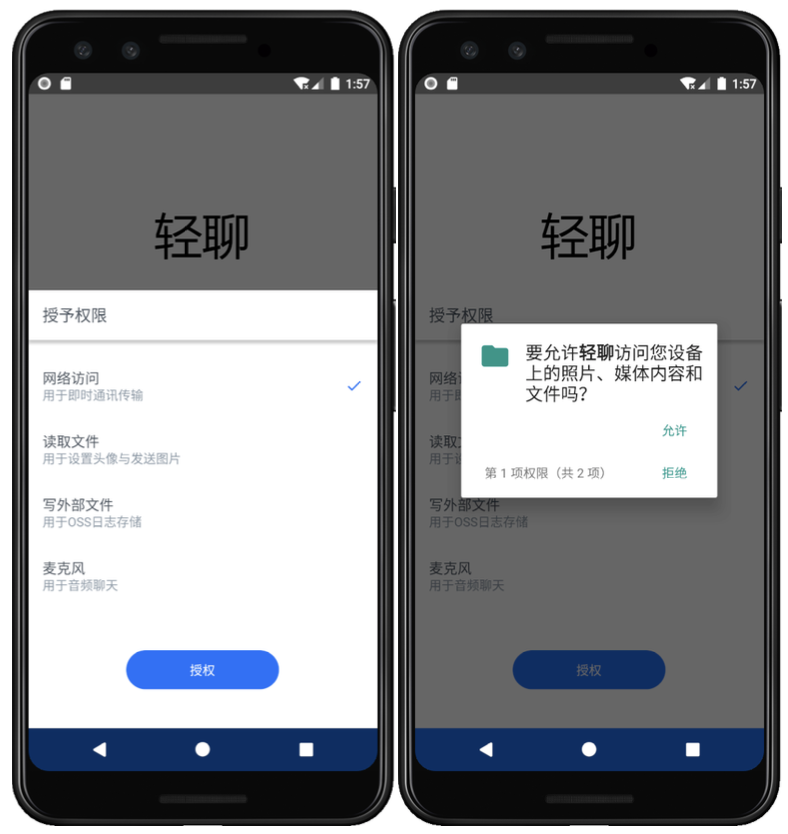 1:57
轻聊
授予权限
网络访问
用于即时通讯传输
读取文件
用于设置头像与发送图片
写外部文件
用于OSS日志存储
麦克风
用于音频聊天
授权
1:57
轻聊
授予权限
要允许轻聊访问您设备
上的照片、媒体内容和
文件吗？
允许
第 1 项权限（共 2 项）
拒绝
网络
用于
读取
用于
写外部文件
用于OSS日志存储
麦克风
用于音频聊天
授权